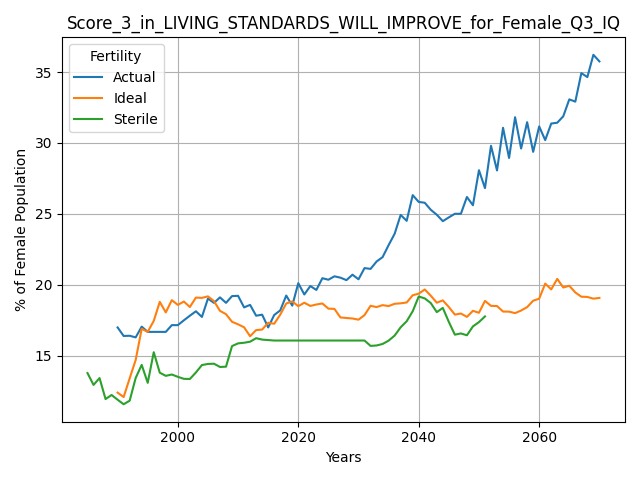 Score_3_in_LIVING_STANDARDS_WILL_IMPROVE_for_Female_Q3_IQ
Fertility
Actual
Ideal
Sterile
% of Female Population
35
30
25
20
15
2000 2020 2040 2060
Years